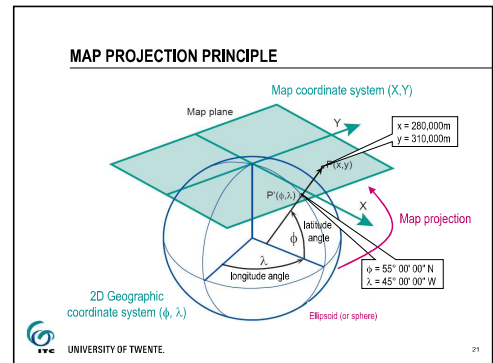 MAP PROJECTION PRINCIPLE
Map coordinate system (X,Y)
Map plane
Y
x = 280,000m
y = 310,000m
P(x,y)
P'(ϕ,λ)
X
latitude
angle
ϕ
Map projection
λ
longitude angle
ϕ = 55° 00' 00" N
λ = 45° 00' 00" W
2D Geographic
coordinate system (ϕ, λ)
Ellipsoid (or sphere)
ITC
UNIVERSITY OF TWENTE.
21